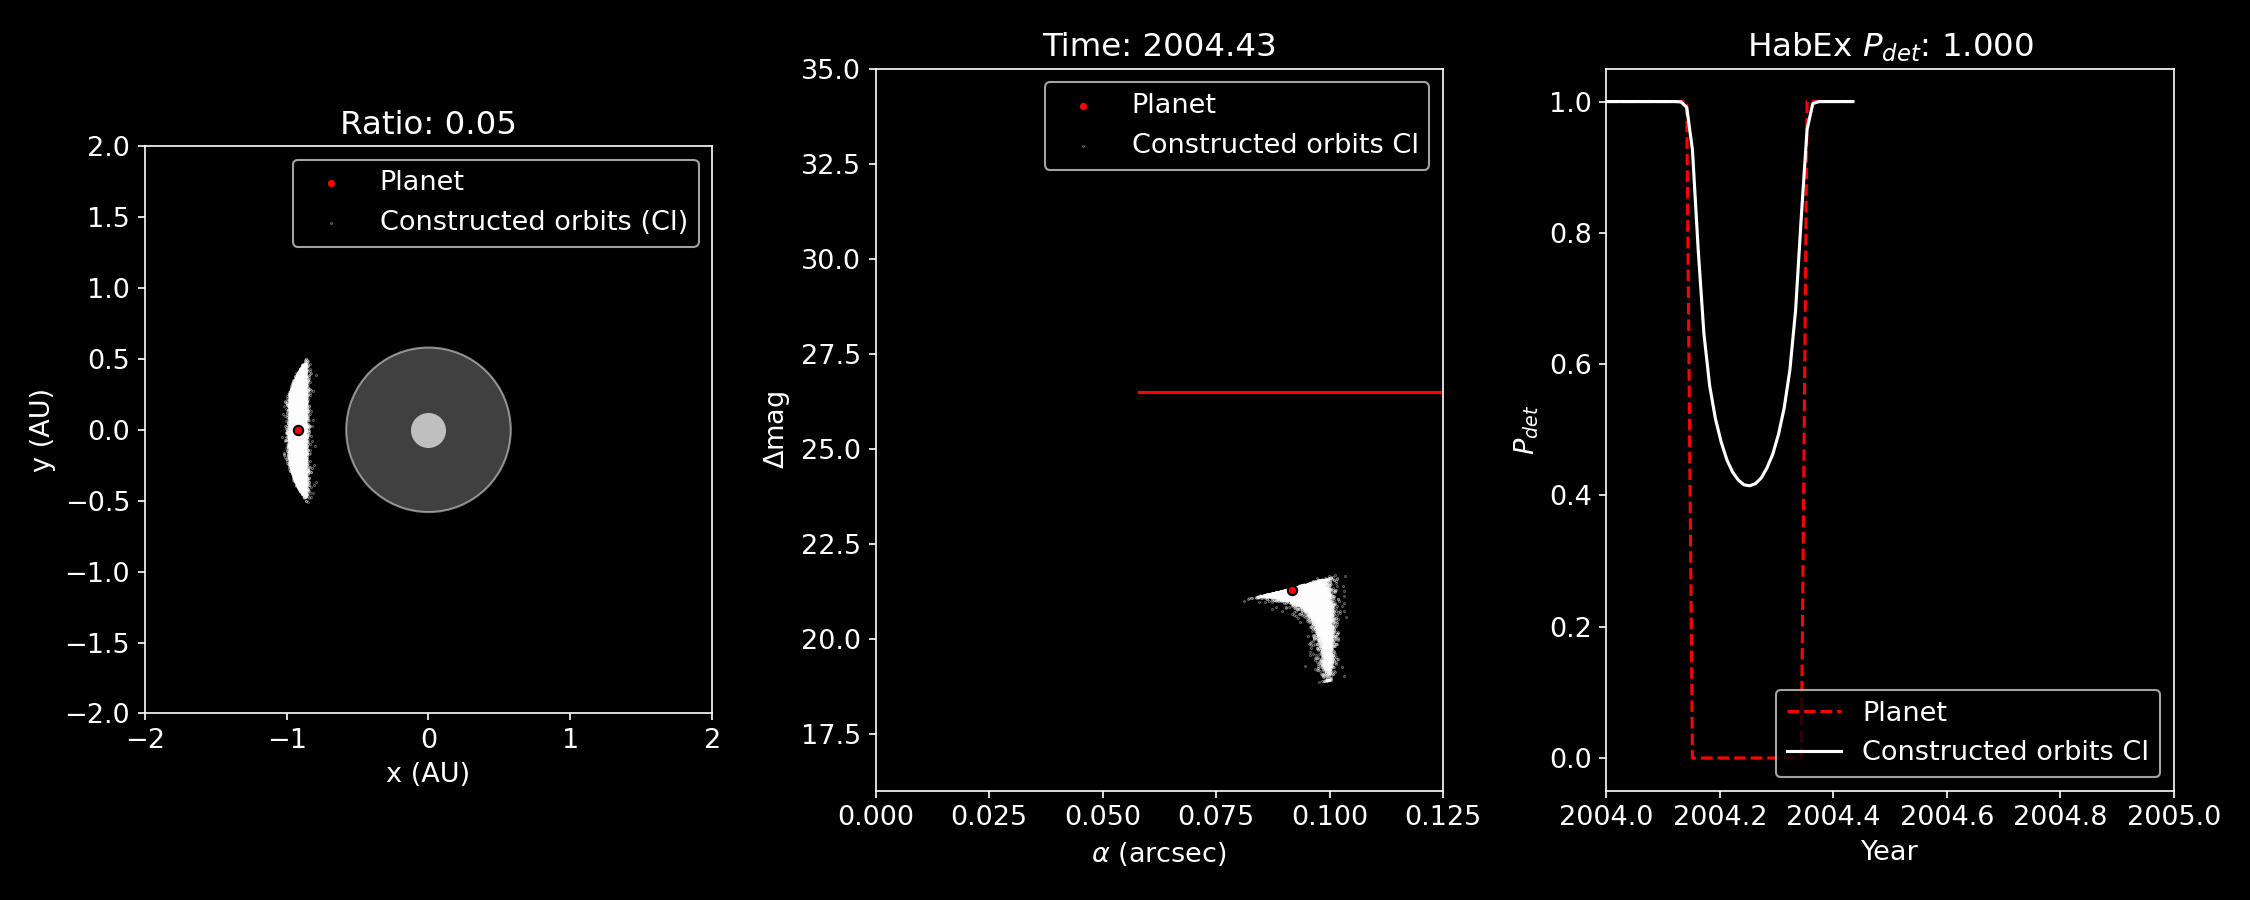 Ratio: 0.05
Planet
Constructed orbits (CI)
2.0
1.5
1.0
0.5
0.0
−0.5
−1.0
−1.5
−2.0
y (AU)
−2 −1 0 1 2
x (AU)
Time: 2004.43
Planet
Constructed orbits CI
35.0
32.5
30.0
27.5
25.0
22.5
20.0
17.5
Δmag
0.000 0.025 0.050 0.075 0.100 0.125
α (arcsec)
HabEx P_det: 1.000
1.0
0.8
0.6
0.4
0.2
0.0
P_det
Planet
Constructed orbits CI
2004.0 2004.2 2004.4 2004.6 2004.8 2005.0
Year